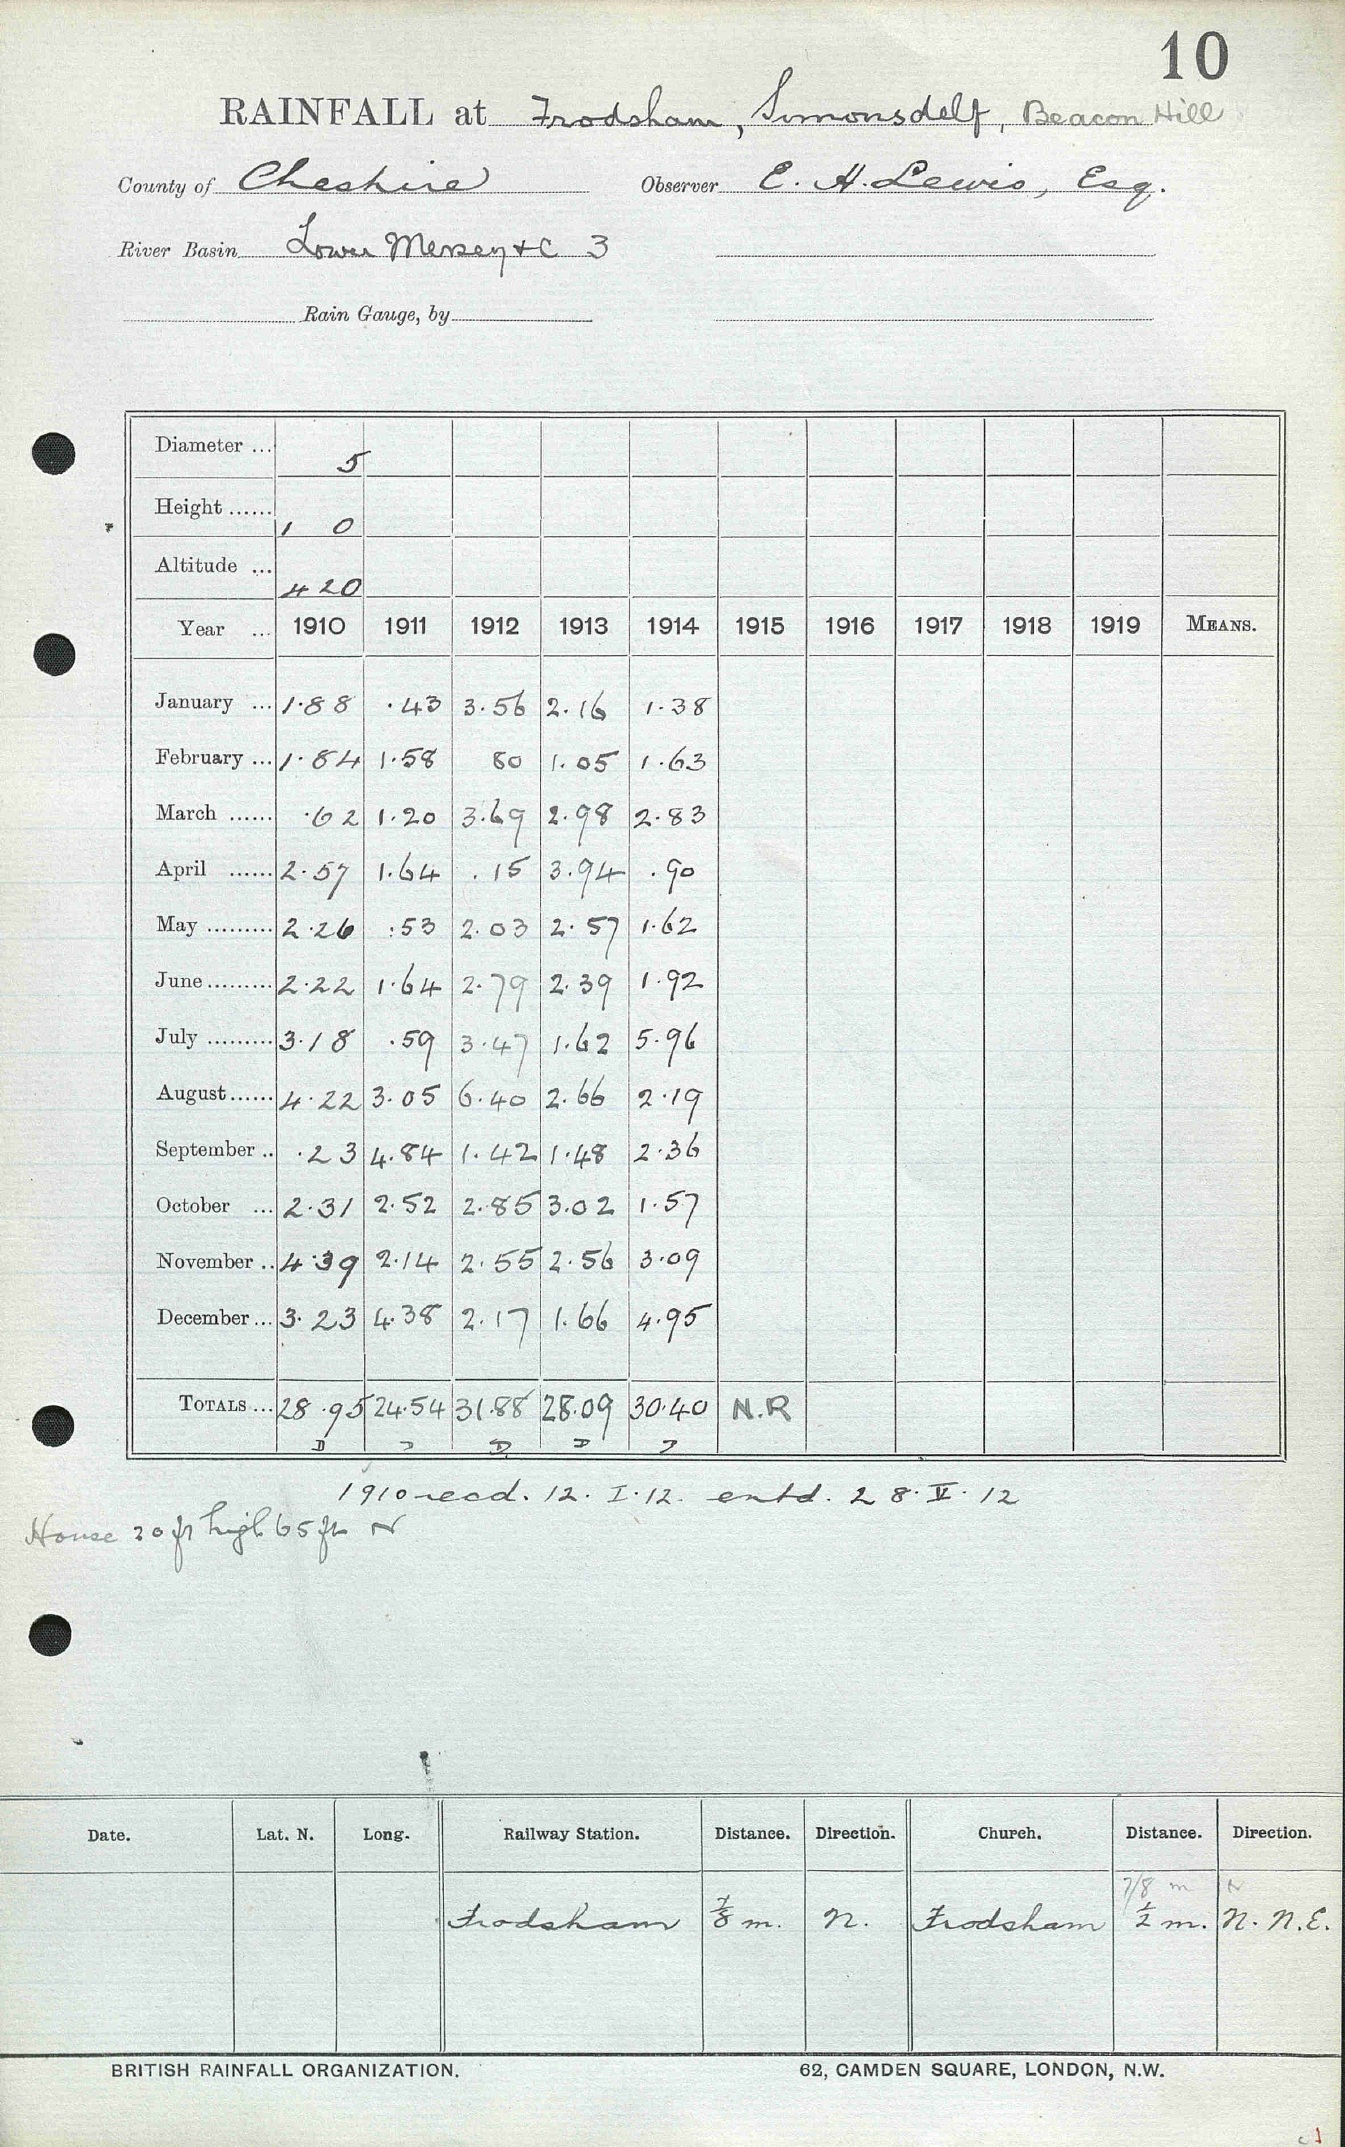 10
RAINFALL at Frodsham, Simonsdelf, Beacon Hill
County of Cheshire Observer E. H. Lewis, Esq.
River Basin Lower Mersey &c 3
Rain Gauge, by
Diameter ... 5
Height ...... 1 0
Altitude ... 420
Year ... 1910 1911 1912 1913 1914 1915 1916 1917 1918 1919 MEANS.
January ... 1.88 .43 3.56 2.16 1.38
February ... 1.84 1.58 80 1.05 1.63
March ...... .62 1.20 3.69 2.98 2.83
April ...... 2.57 1.64 .15 3.94 .90
May ......... 2.26 .53 2.03 2.57 1.62
June ......... 2.22 1.64 2.79 2.39 1.92
July ......... 3.18 .59 3.47 1.62 5.96
August ...... 4.22 3.05 6.40 2.66 2.19
September .. .23 4.84 1.42 1.48 2.36
October ... 2.31 2.52 2.85 3.02 1.57
November .. 4.39 2.14 2.55 2.56 3.09
December ... 3.23 4.38 2.17 1.66 4.95
TOTALS ... 28.95 24.54 31.88 28.09 30.40 N.R
D D D D D
1910 recd. 12. I. 12. entd. 28. V. 12
House 20 ft high 65 ft N
Date. Lat. N. Long. Railway Station. Distance. Direction. Church. Distance. Direction.
7/8 m N
Frodsham 7/8 m. N. Frodsham 1/2 m. N. N.E.
BRITISH RAINFALL ORGANIZATION. 62, CAMDEN SQUARE, LONDON, N.W.